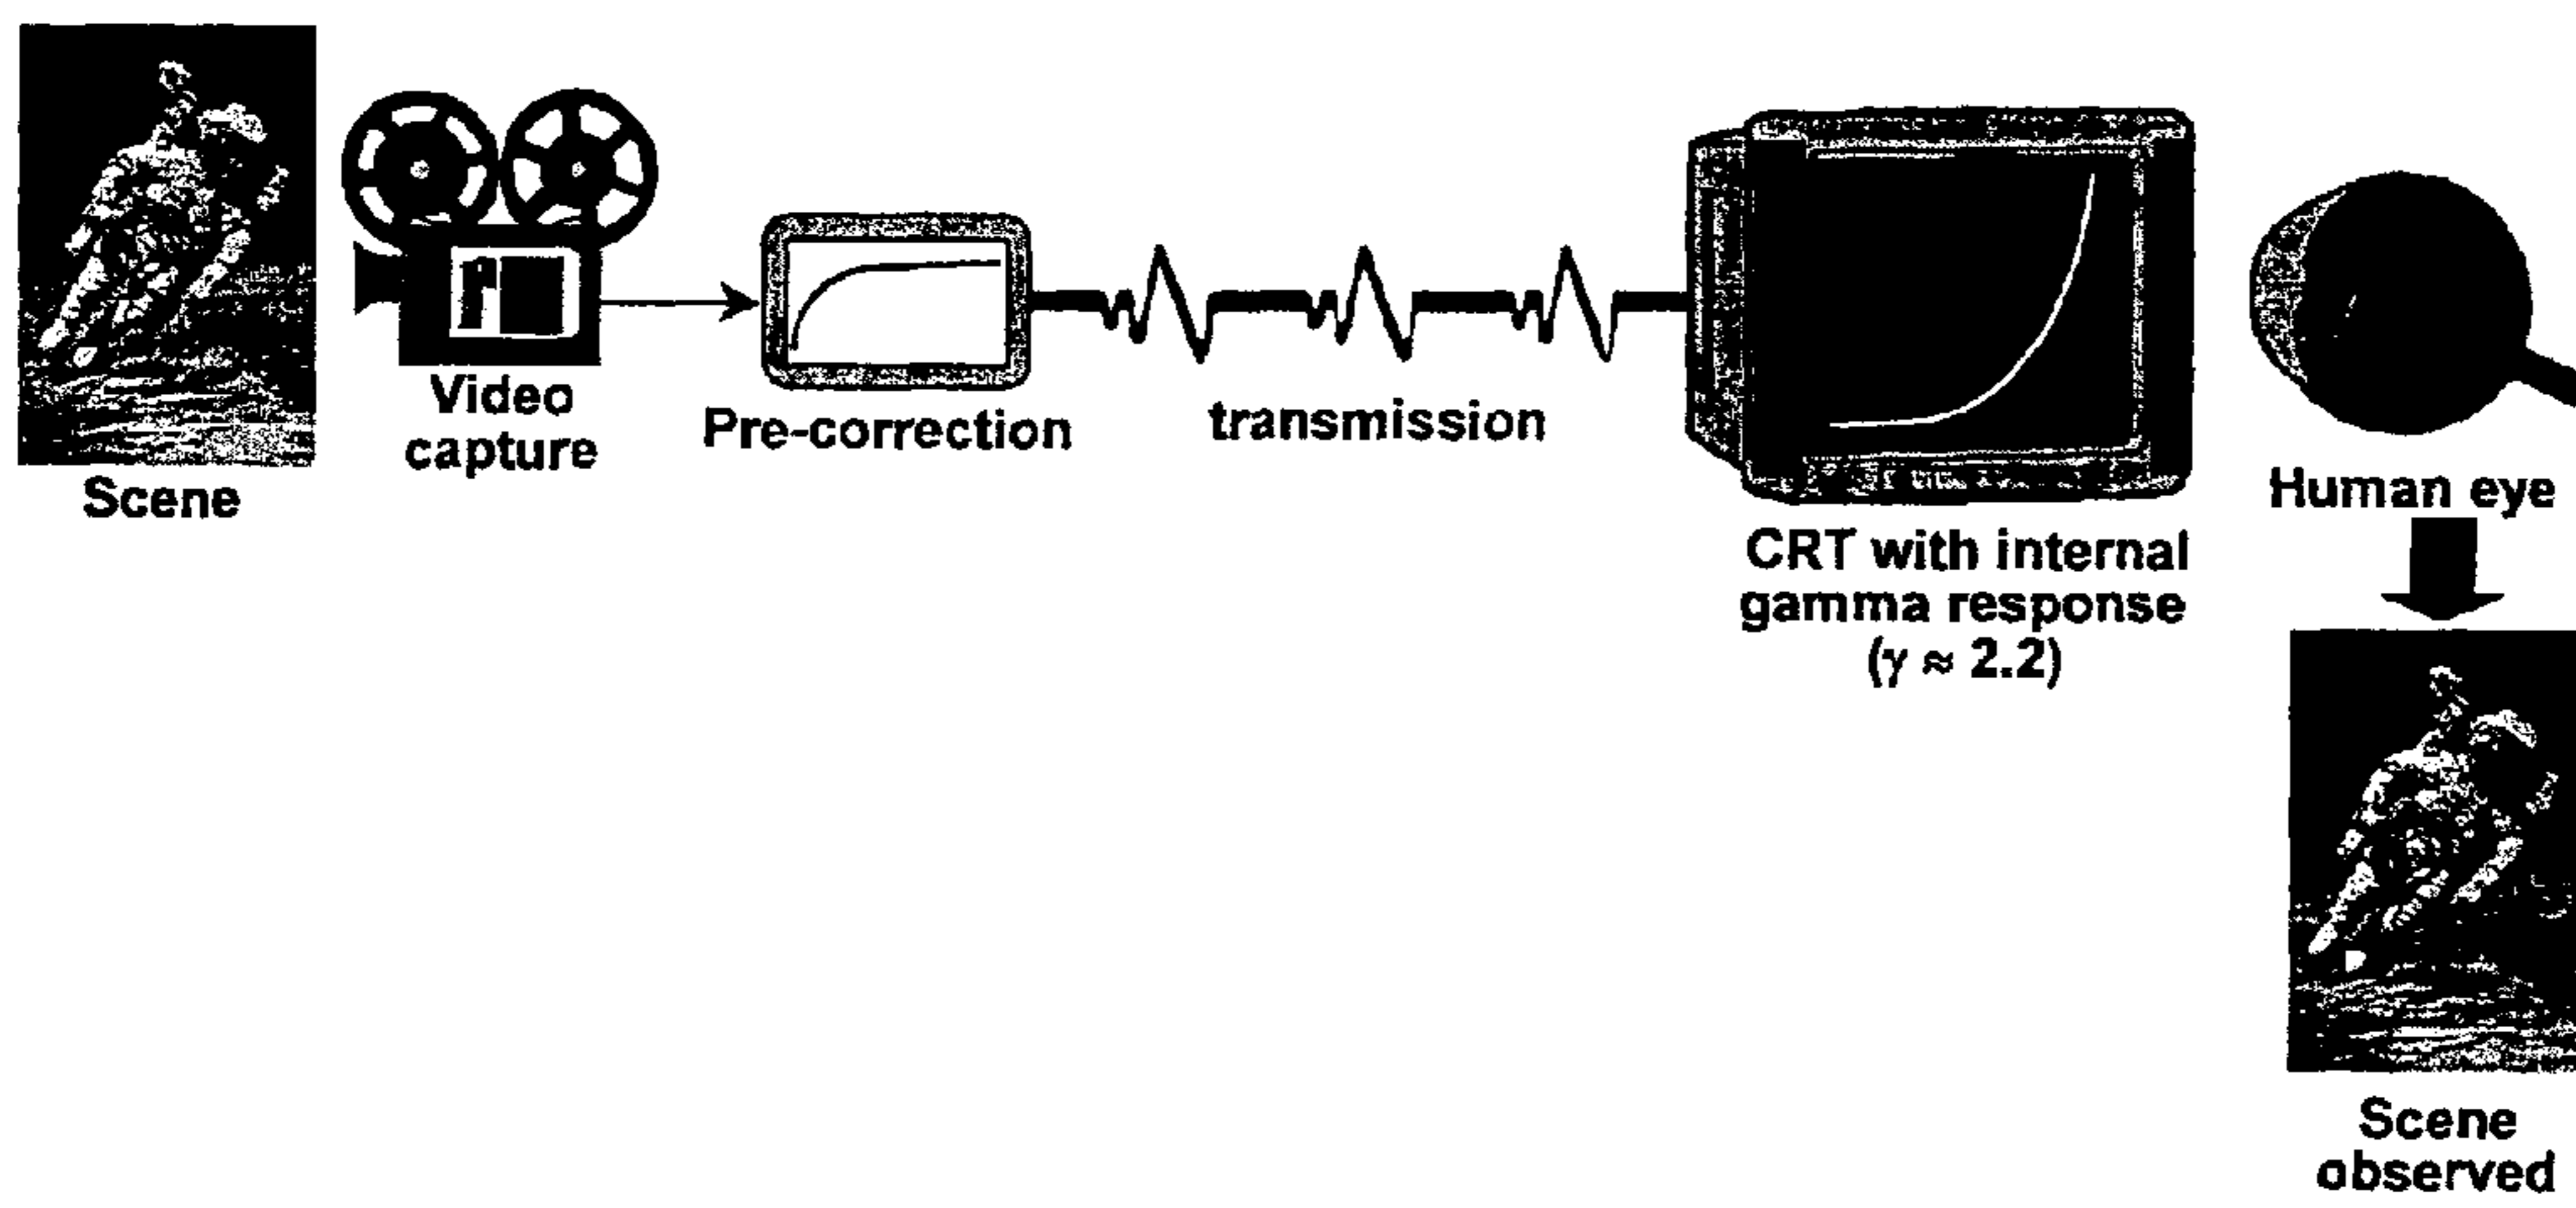 Scene
Video
capture
Pre-correction
transmission
CRT with internal
gamma response
(γ ≈ 2.2)
Human eye
Scene
observed